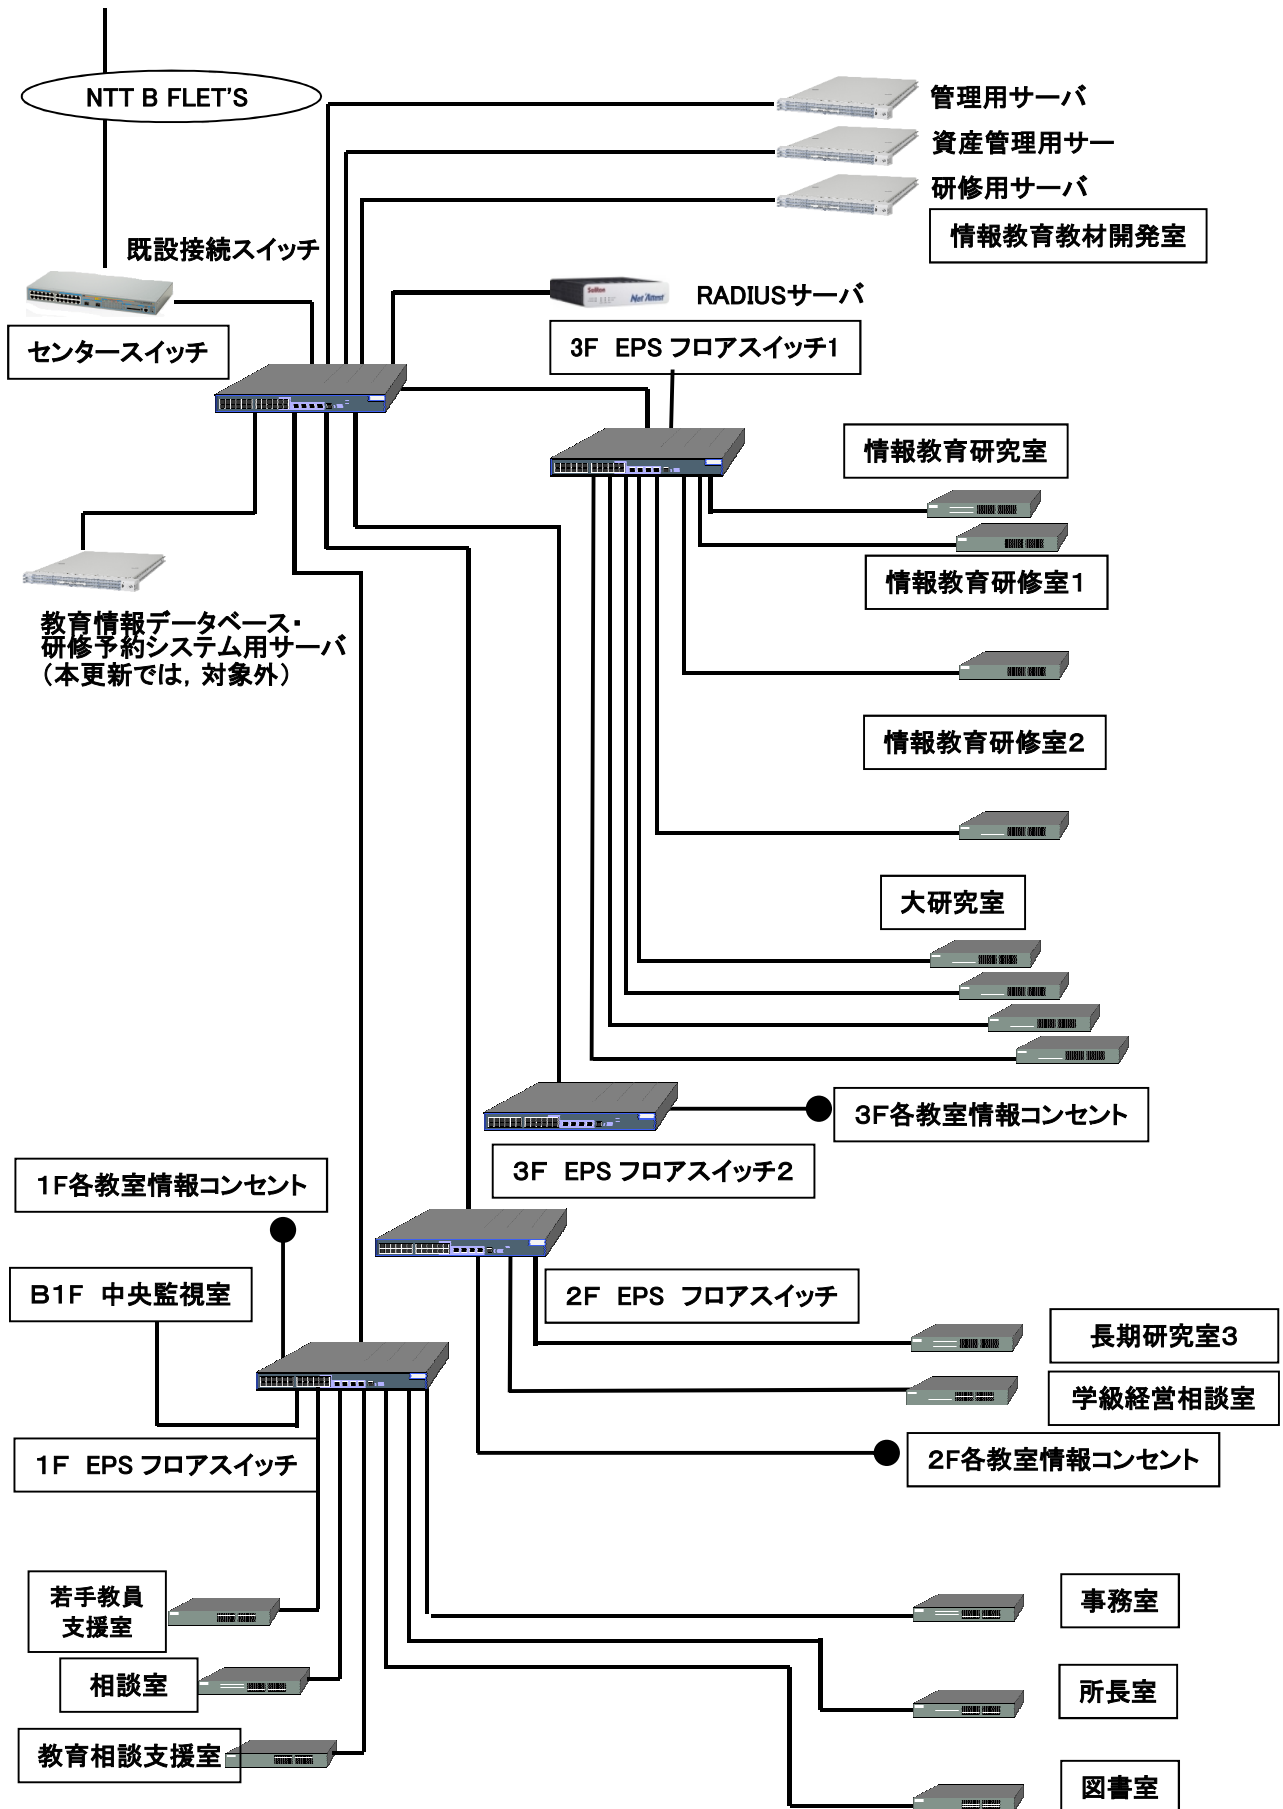 NTT B FLET'S
管理用サーバ
資産管理用サー
研修用サーバ
情報教育教材開発室
既設接続スイッチ
センタースイッチ
Net Attest
RADIUSサーバ
3F EPS フロアスイッチ1
情報教育研究室
情報教育研修室1
教育情報データベース・
研修予約システム用サーバ
（本更新では，対象外）
情報教育研修室2
大研究室
3F各教室情報コンセント
3F EPS フロアスイッチ2
1F各教室情報コンセント
B1F 中央監視室
2F EPS フロアスイッチ
長期研究室3
学級経営相談室
2F各教室情報コンセント
1F EPS フロアスイッチ
若手教員
支援室
相談室
教育相談支援室
事務室
所長室
図書室